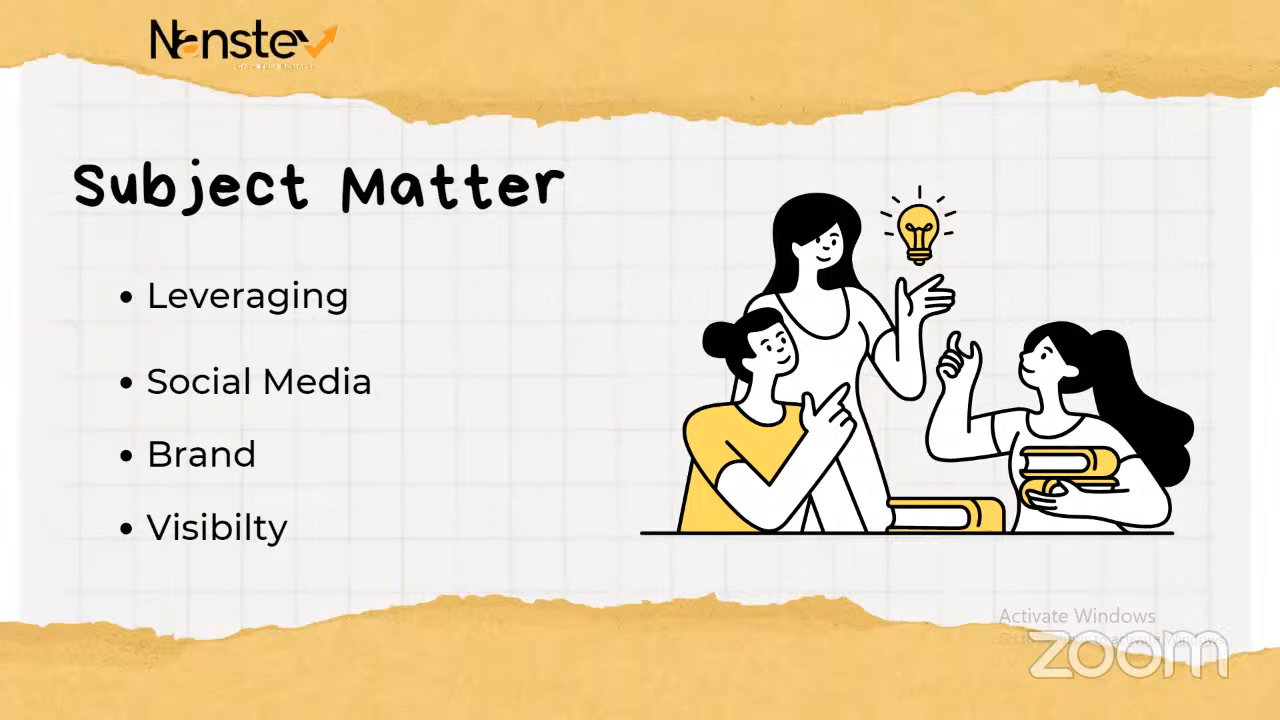 Nanstev
Subject Matter
• Leveraging
• Social Media
• Brand
• Visibilty
Activate Windows
zoom